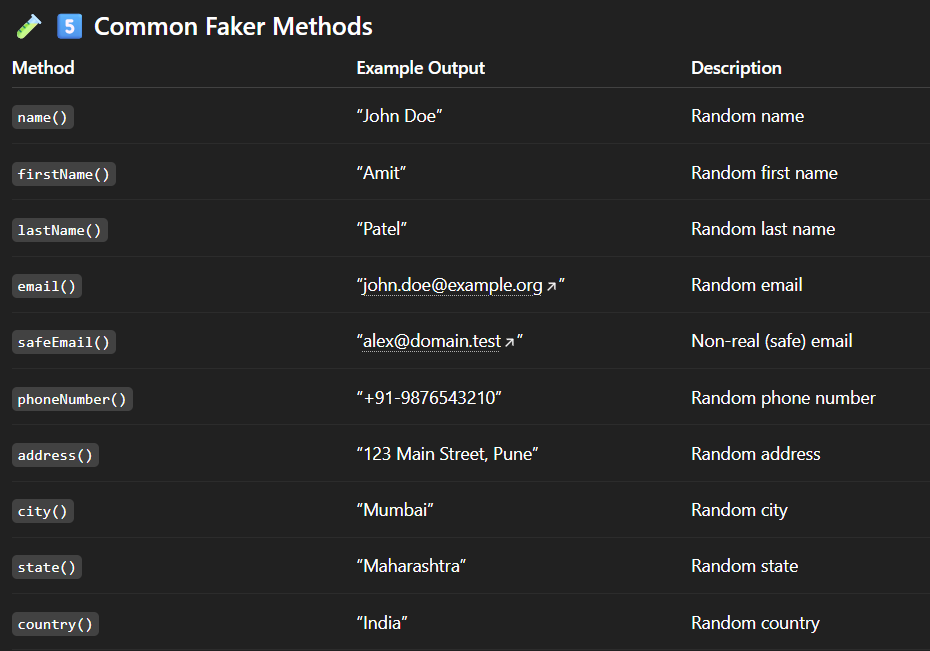 5 Common Faker Methods
Method Example Output Description
name() “John Doe” Random name
firstName() “Amit” Random first name
lastName() “Patel” Random last name
email() “john.doe@example.org↗” Random email
safeEmail() “alex@domain.test↗” Non-real (safe) email
phoneNumber() “+91-9876543210” Random phone number
address() “123 Main Street, Pune” Random address
city() “Mumbai” Random city
state() “Maharashtra” Random state
country() “India” Random country